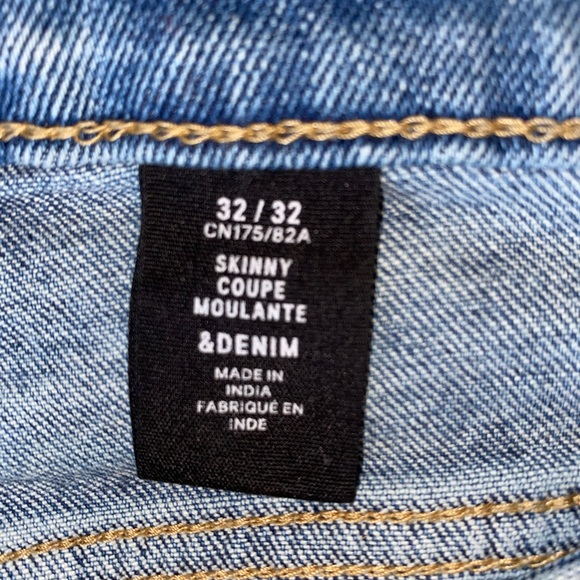 32 / 32
CN175/82A
SKINNY
COUPE
MOULANTE
&DENIM
MADE IN
INDIA
FABRIQUÉ EN
INDE